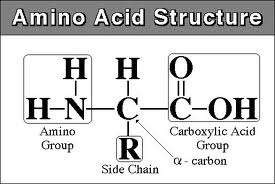 Amino Acid Structure
H H O
H-N C C-OH
Amino
Group
Carboxylic Acid
Group
R
α - carbon
Side Chain